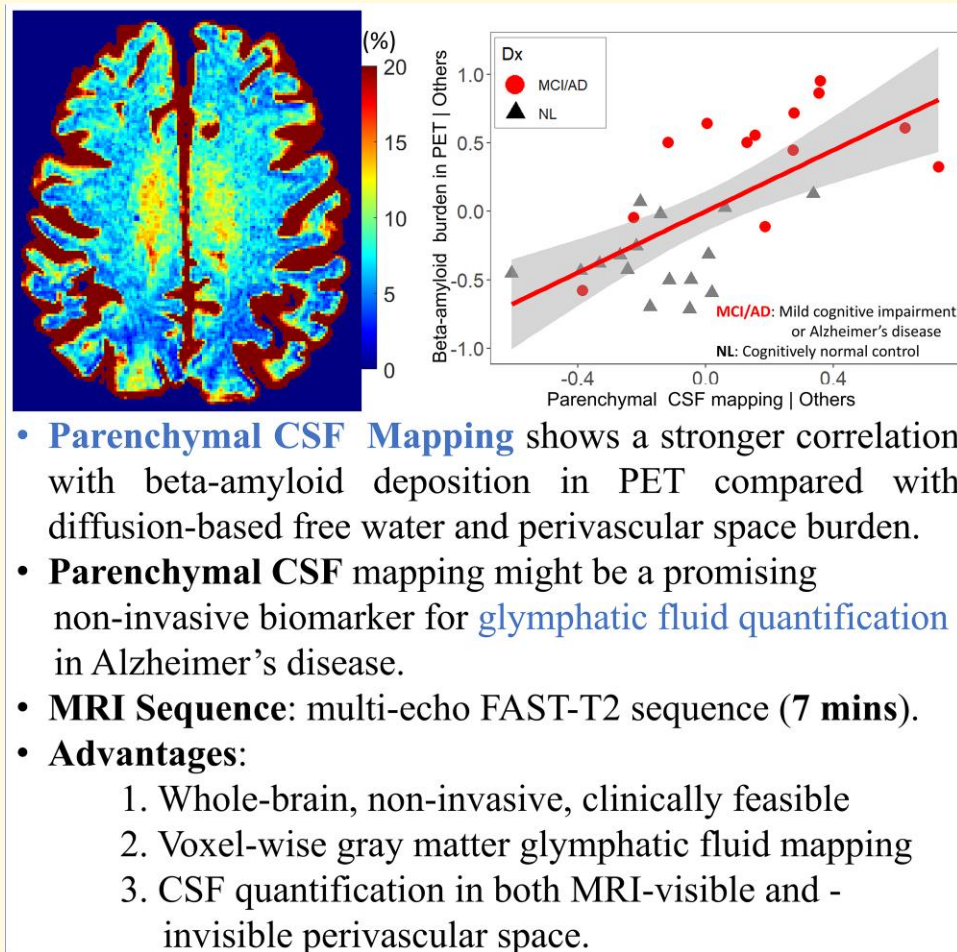 (%)
20
15
10
5
0
Beta-amyloid burden in PET | Others
1.0
0.5
0.0
-0.5
-1.0
Dx
MCI/AD
NL
MCI/AD: Mild cognitive impairment
or Alzheimer's disease
NL: Cognitively normal control
-0.4
0.0
0.4
Parenchymal CSF mapping | Others
• Parenchymal CSF Mapping shows a stronger correlation
with beta-amyloid deposition in PET compared with
diffusion-based free water and perivascular space burden.
• Parenchymal CSF mapping might be a promising
non-invasive biomarker for glymphatic fluid quantification
in Alzheimer's disease.
• MRI Sequence: multi-echo FAST-T2 sequence (7 mins).
• Advantages:
1. Whole-brain, non-invasive, clinically feasible
2. Voxel-wise gray matter glymphatic fluid mapping
3. CSF quantification in both MRI-visible and -
invisible perivascular space.